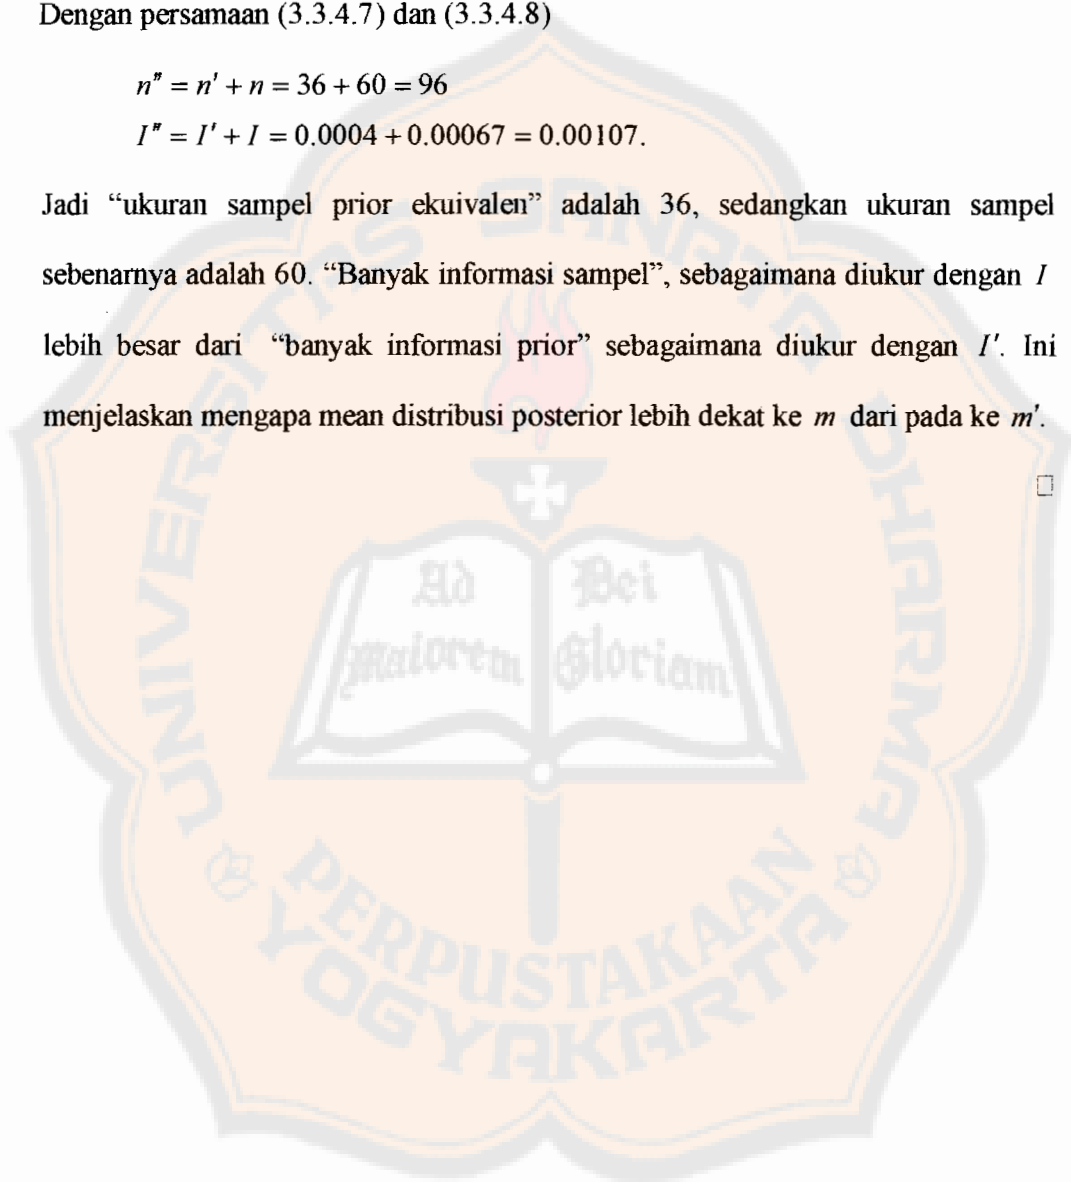 Dengan persamaan (3.3.4.7) dan (3.3.4.8)
n" = n' + n = 36 + 60 = 96
I" = I' + I = 0.0004 + 0.00067 = 0.00107.
Jadi “ukuran sampel prior ekuivalen” adalah 36, sedangkan ukuran sampel
sebenarnya adalah 60. “Banyak informasi sampel”, sebagaimana diukur dengan I
lebih besar dari “banyak informasi prior” sebagaimana diukur dengan I'. Ini
menjelaskan mengapa mean distribusi posterior lebih dekat ke m dari pada ke m'.
UNIVERSITAS SANATA DHARMA
Ad Dei
maiorem Gloriam
PERPUSTAKAAN
YOGYAKARTA